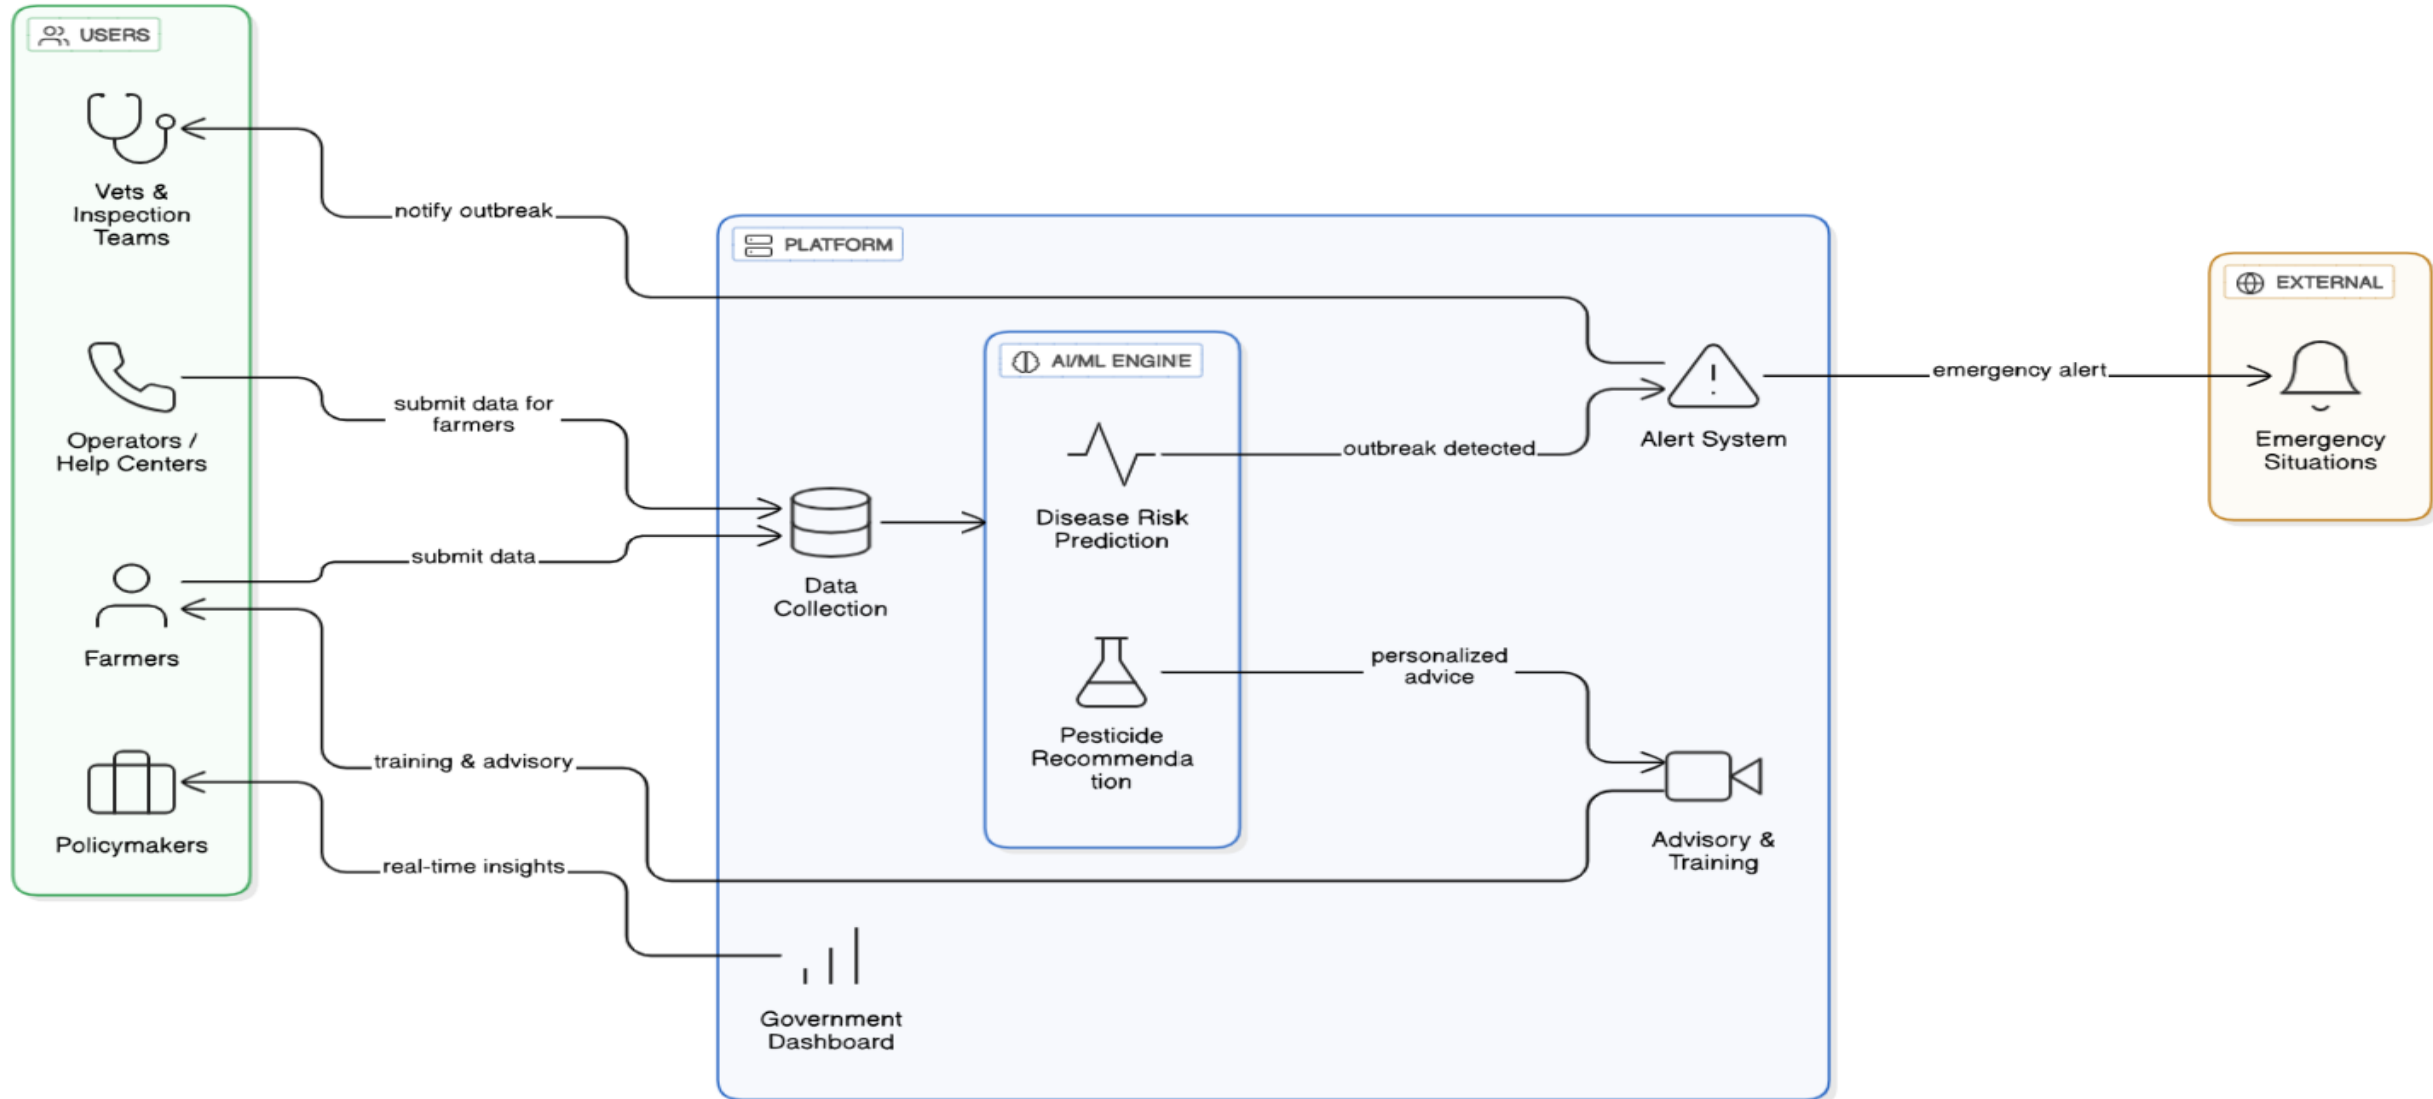 USERS
Vets &
Inspection
Teams
notify outbreak
PLATFORM
EXTERNAL
Operators /
Help Centers
submit data for
farmers
AI/ML ENGINE
Disease Risk
Prediction
outbreak detected
Alert System
emergency alert
Emergency
Situations
Farmers
submit data
Data
Collection
Pesticide
Recommenda
tion
personalized
advice
Advisory &
Training
training & advisory
Policymakers
real-time insights
Government
Dashboard